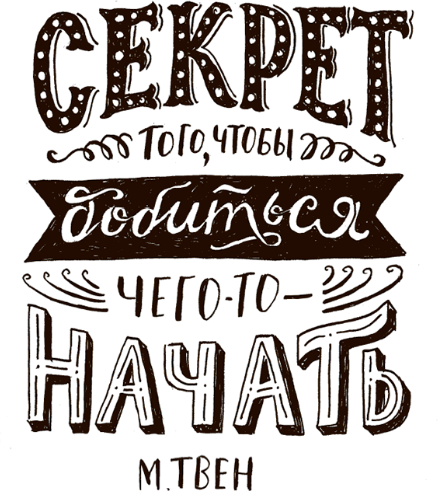 СЕКРЕТ
ТОГО, ЧТОБЫ
добиться
ЧЕГО-ТО —
НАЧАТЬ
М. ТВЕН